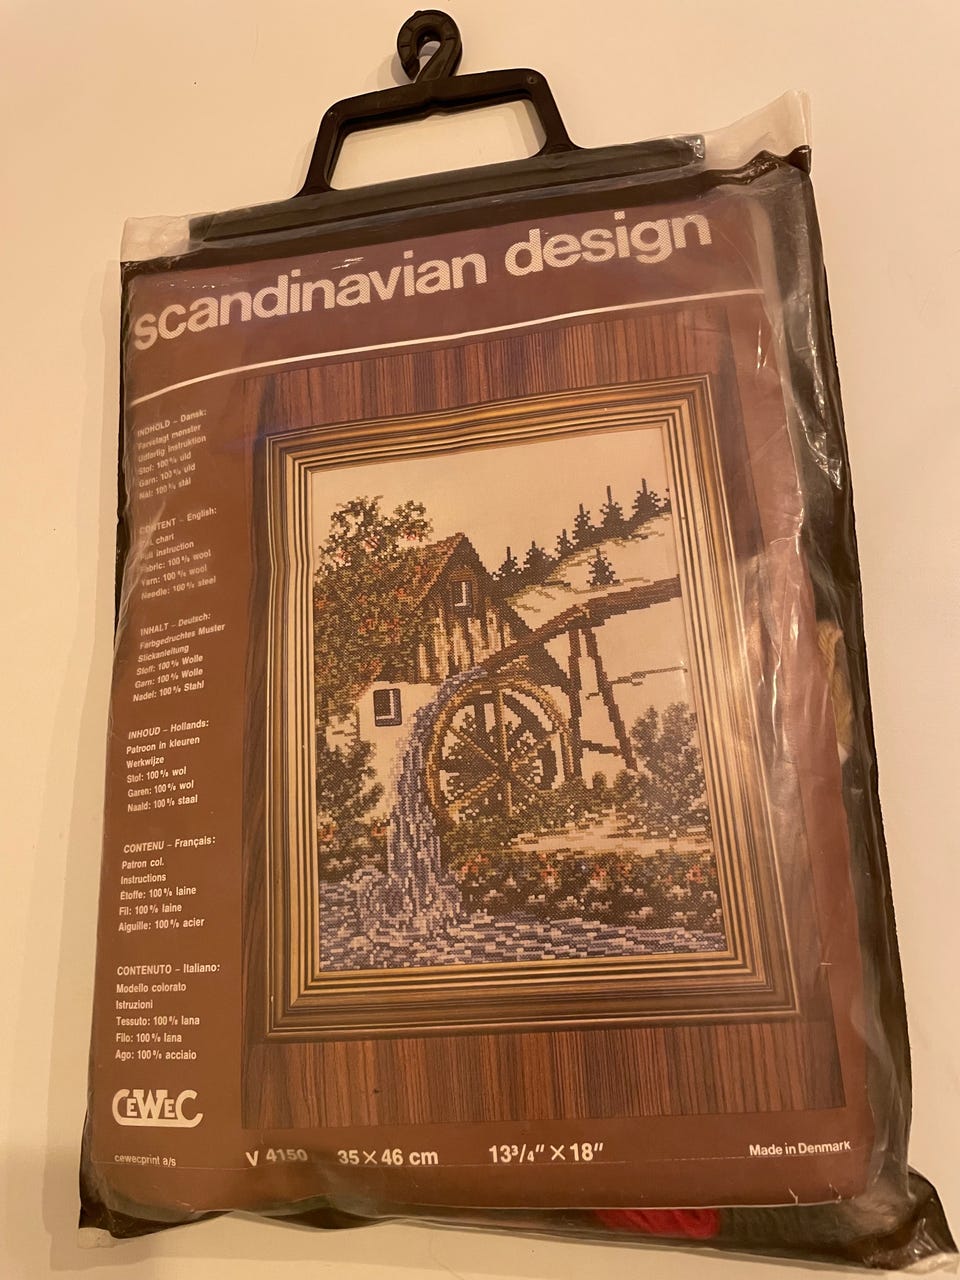 scandinavian design
INDHOLD – Dansk:
Farvelagt mønster
Udførlig instruktion
Stof: 100% uld
Garn: 100% uld
Nål: 100% stål
CONTENT – English:
chart
Full instruction
Fabric: 100% wool
Yarn: 100% wool
Needle: 100% steel
INHALT – Deutsch:
Farbgedruchtes Muster
Stickanleitung
Stoff: 100% Wolle
Garn: 100% Wolle
Nadel: 100% Stahl
INHOUD – Hollands:
Patroon in kleuren
Werkwijze
Stof: 100% wol
Garen: 100% wol
Naald: 100% staal
CONTENU – Français:
Patron col.
Instructions
Étoffe: 100% laine
Fil: 100% laine
Aiguille: 100% acier
CONTENUTO – Italiano:
Modello colorato
Istruzioni
Tessuto: 100% lana
Filo: 100% lana
Ago: 100% acciaio
CEWEC
cewecprint a/s
V 4150 35 × 46 cm 13 3/4" × 18" Made in Denmark